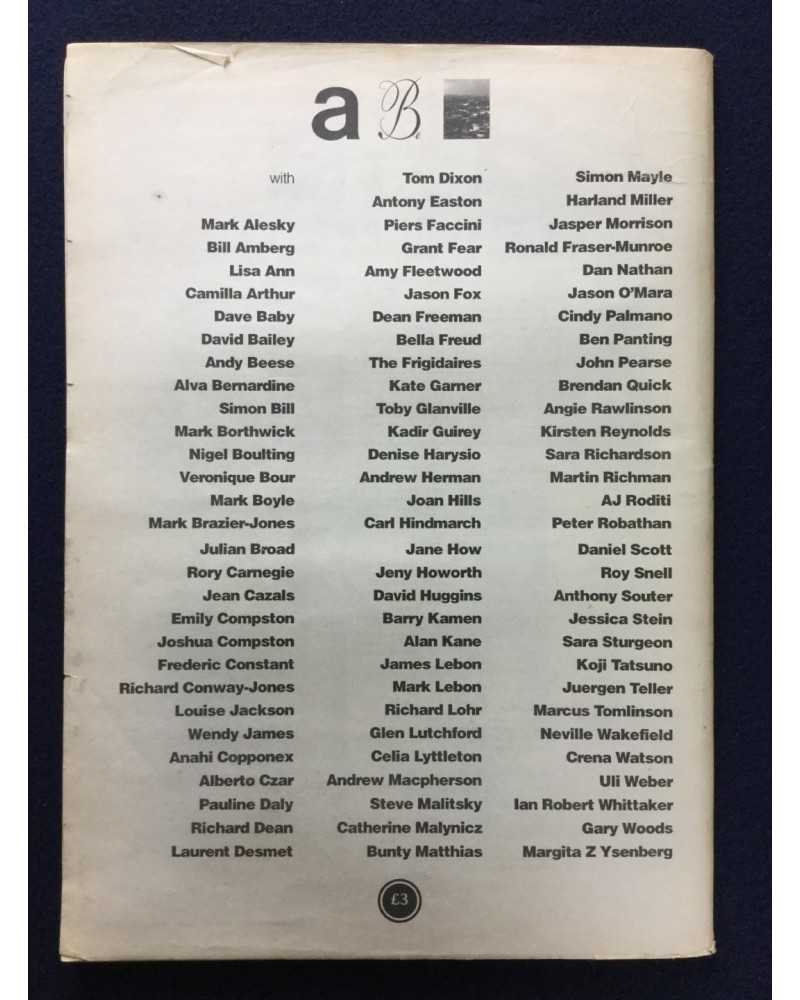 a Be
with
Mark Alesky
Bill Amberg
Lisa Ann
Camilla Arthur
Dave Baby
David Bailey
Andy Beese
Alva Bernardine
Simon Bill
Mark Borthwick
Nigel Boulting
Veronique Bour
Mark Boyle
Mark Brazier-Jones
Julian Broad
Rory Carnegie
Jean Cazals
Emily Compston
Joshua Compston
Frederic Constant
Richard Conway-Jones
Louise Jackson
Wendy James
Anahi Copponex
Alberto Czar
Pauline Daly
Richard Dean
Laurent Desmet
Tom Dixon
Antony Easton
Piers Faccini
Grant Fear
Amy Fleetwood
Jason Fox
Dean Freeman
Bella Freud
The Frigidaires
Kate Garner
Toby Glanville
Kadir Guirey
Denise Harysio
Andrew Herman
Joan Hills
Carl Hindmarch
Jane How
Jeny Howorth
David Huggins
Barry Kamen
Alan Kane
James Lebon
Mark Lebon
Richard Lohr
Glen Lutchford
Celia Lyttleton
Andrew Macpherson
Steve Malitsky
Catherine Malynicz
Bunty Matthias
Simon Mayle
Harland Miller
Jasper Morrison
Ronald Fraser-Munroe
Dan Nathan
Jason O'Mara
Cindy Palmano
Ben Panting
John Pearse
Brendan Quick
Angie Rawlinson
Kirsten Reynolds
Sara Richardson
Martin Richman
AJ Roditi
Peter Robathan
Daniel Scott
Roy Snell
Anthony Souter
Jessica Stein
Sara Sturgeon
Koji Tatsuno
Juergen Teller
Marcus Tomlinson
Neville Wakefield
Crena Watson
Uli Weber
Ian Robert Whittaker
Gary Woods
Margita Z Ysenberg
£3